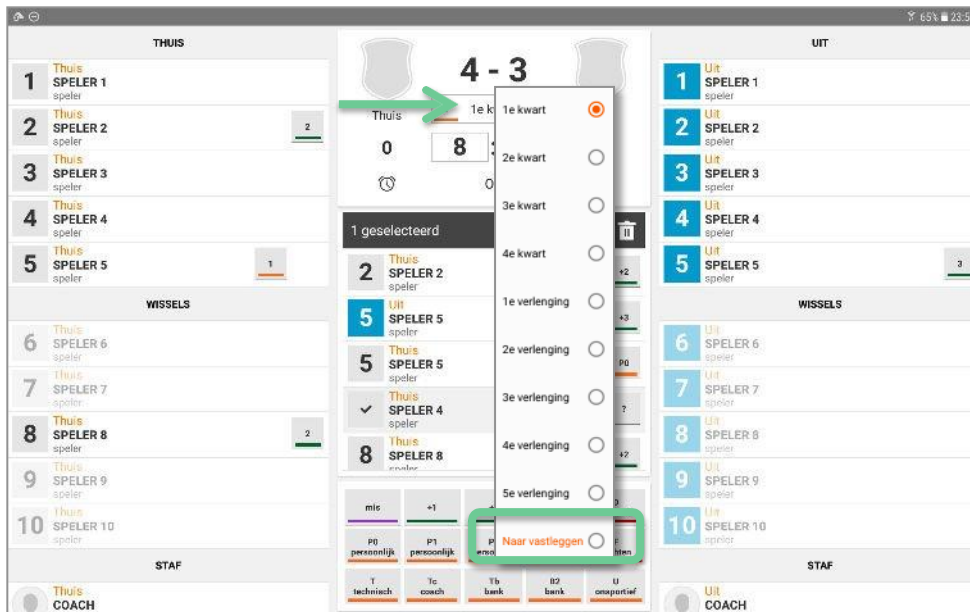 65% 23:5
THUIS
1
Thuis
SPELER 1
speler
2
Thuis
SPELER 2
speler
2
3
Thuis
SPELER 3
speler
4
Thuis
SPELER 4
speler
5
Thuis
SPELER 5
speler
1
WISSELS
6
Thuis
SPELER 6
speler
7
Thuis
SPELER 7
speler
8
Thuis
SPELER 8
speler
2
9
Thuis
SPELER 9
speler
10
Thuis
SPELER 10
speler
STAF
Thuis
COACH
4 - 3
Thuis
1e k
0
8 :
0
1e kwart
2e kwart
3e kwart
4e kwart
1e verlenging
2e verlenging
3e verlenging
4e verlenging
5e verlenging
Naar vastleggen
1 geselecteerd
2
Thuis
SPELER 2
speler
+2
5
Uit
SPELER 5
speler
+3
5
Thuis
SPELER 5
speler
P0
Thuis
SPELER 4
speler
?
8
Thuis
SPELER 8
speler
+2
mis
+1
P0
persoonlijk
P1
persoonlijk
T
technisch
Tc
coach
Tb
bank
B2
bank
U
onsportief
UIT
1
Uit
SPELER 1
speler
2
Uit
SPELER 2
speler
3
Uit
SPELER 3
speler
4
Uit
SPELER 4
speler
5
Uit
SPELER 5
speler
3
WISSELS
6
Uit
SPELER 6
speler
7
Uit
SPELER 7
speler
8
Uit
SPELER 8
speler
9
Uit
SPELER 9
speler
10
Uit
SPELER 10
speler
STAF
Uit
COACH